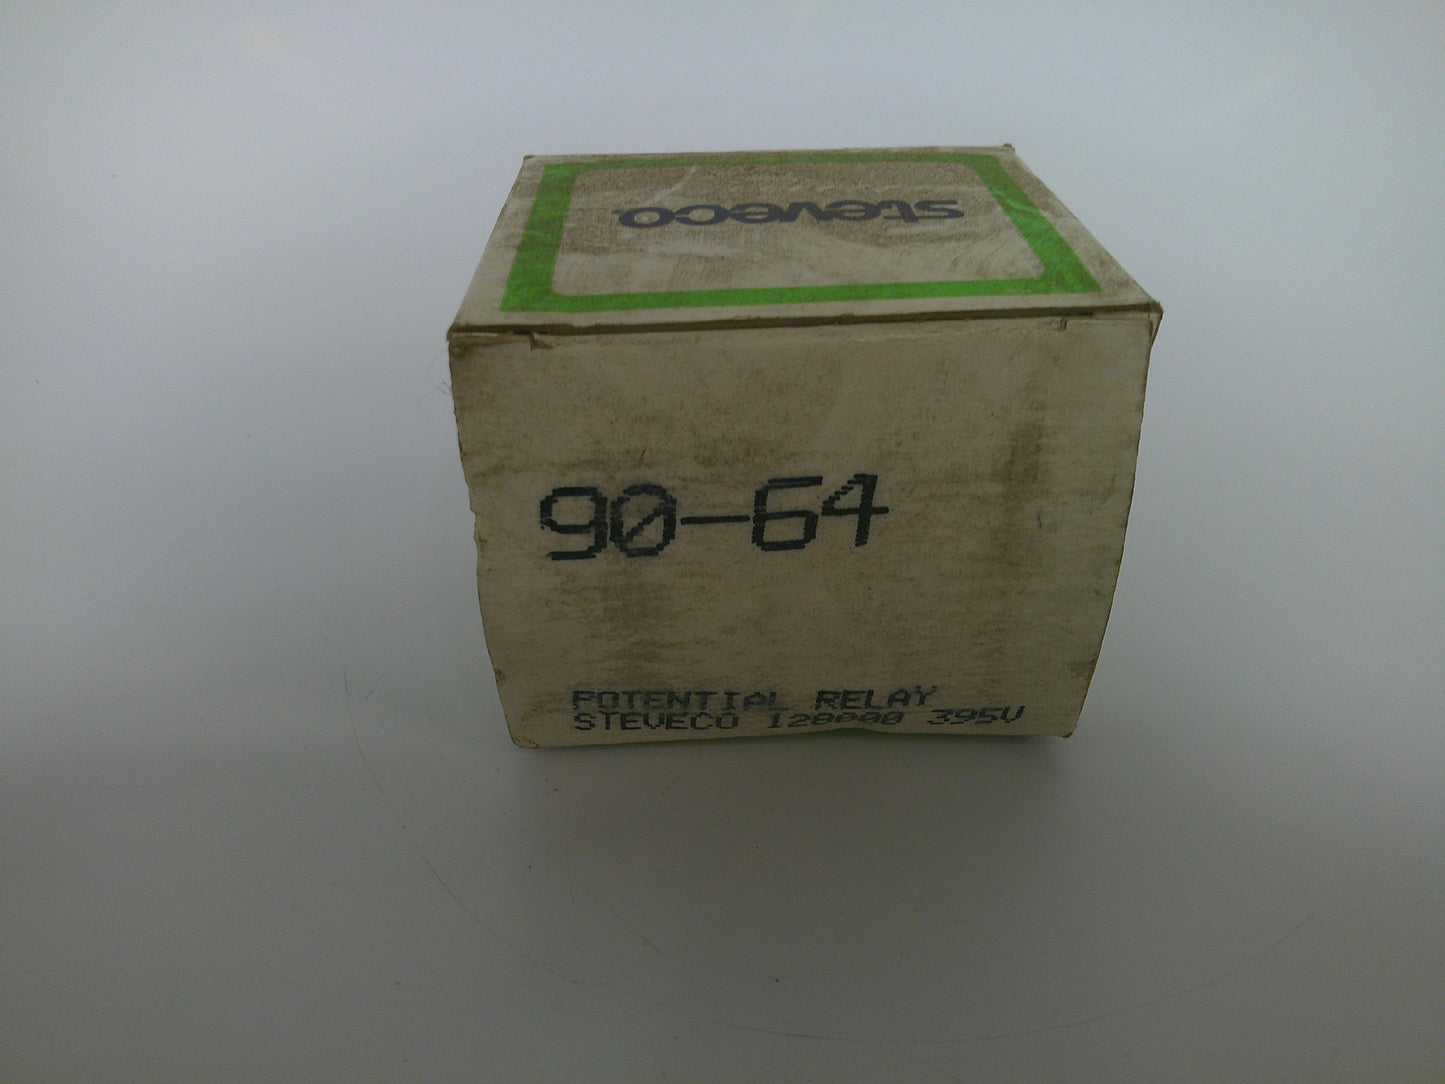 steveco
90-64
POTENTIAL RELAY
STEVECO 128000 395V